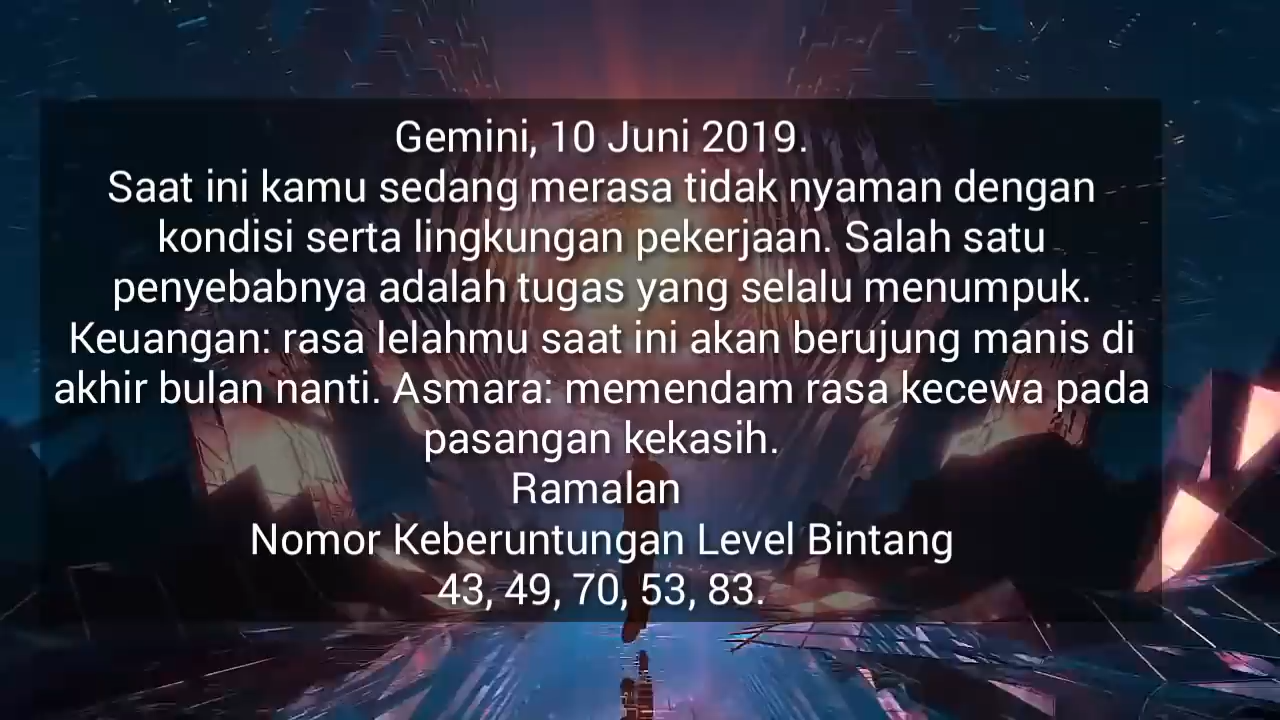 Gemini, 10 Juni 2019.
Saat ini kamu sedang merasa tidak nyaman dengan
kondisi serta lingkungan pekerjaan. Salah satu
penyebabnya adalah tugas yang selalu menumpuk.
Keuangan: rasa lelahmu saat ini akan berujung manis di
akhir bulan nanti. Asmara: memendam rasa kecewa pada
pasangan kekasih.
Ramalan
Nomor Keberuntungan Level Bintang
43, 49, 70, 53, 83.